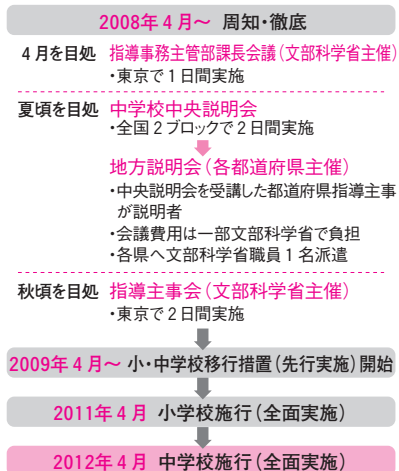 2008年４月～ 周知・徹底
４月を目処 指導事務主管部課長会議（文部科学省主催）
・東京で１日間実施
夏頃を目処 中学校中央説明会
・全国２ブロックで２日間実施
地方説明会（各都道府県主催）
・中央説明会を受講した都道府県指導主事
が説明者
・会議費用は一部文部科学省で負担
・各県へ文部科学省職員１名派遣
秋頃を目処 指導主事会（文部科学省主催）
・東京で２日間実施
2009年４月～ 小・中学校移行措置（先行実施）開始
2011年４月 小学校施行（全面実施）
2012年４月 中学校施行（全面実施）